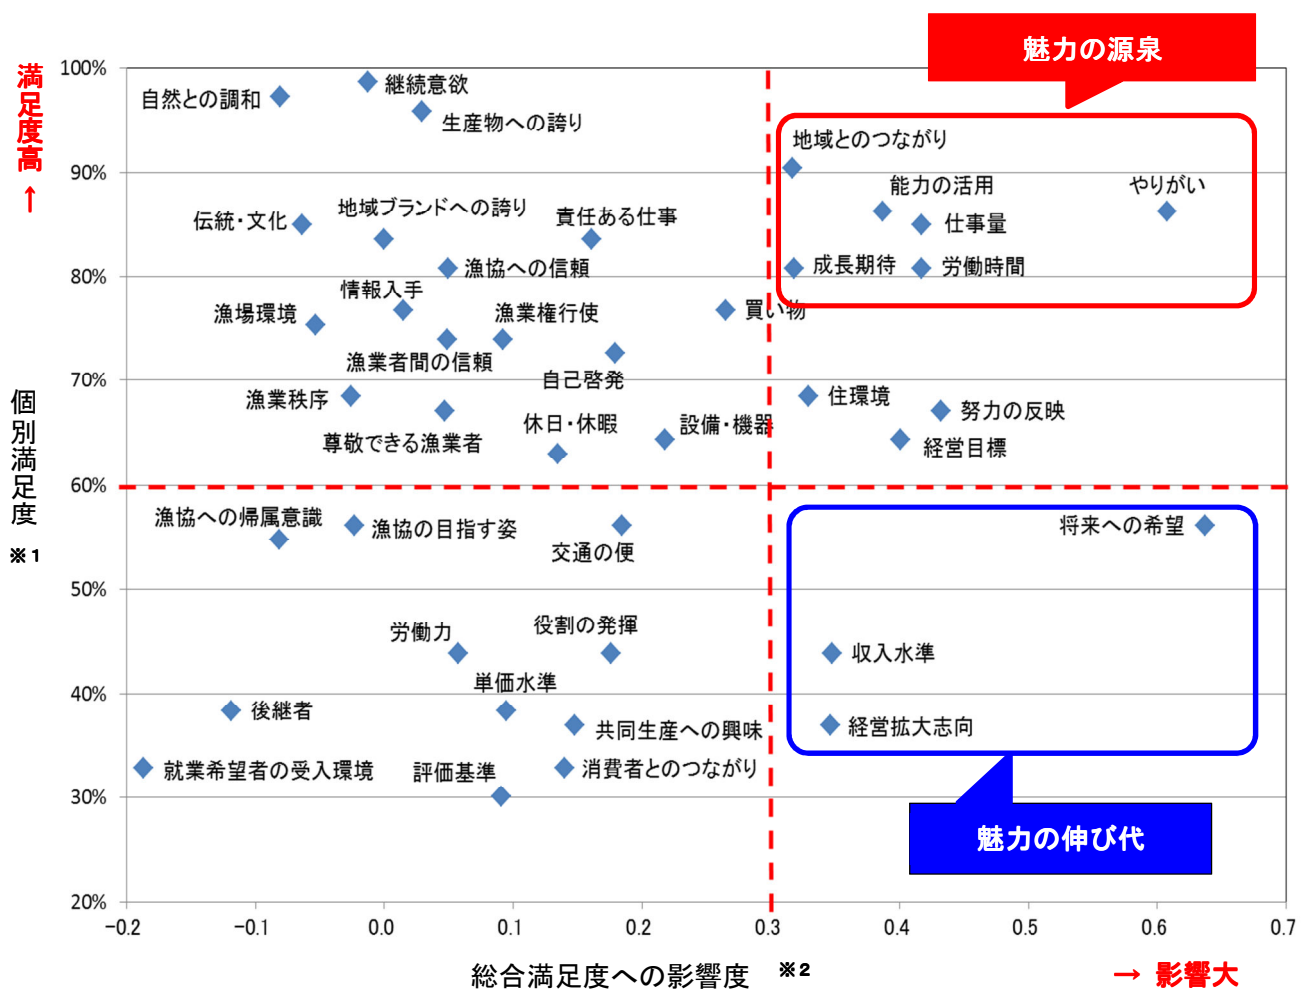 魅力の源泉
満足度高
↑
100%
90%
80%
70%
60%
50%
40%
30%
20%
個別満足度
※1
自然との調和
継続意欲
生産物への誇り
地域とのつながり
能力の活用
やりがい
伝統・文化
地域ブランドへの誇り
責任ある仕事
仕事量
漁協への信頼
成長期待
労働時間
情報入手
漁場環境
漁業権行使
買い物
漁業者間の信頼
自己啓発
漁業秩序
住環境
努力の反映
尊敬できる漁業者
休日・休暇
設備・機器
経営目標
漁協への帰属意識
漁協の目指す姿
交通の便
将来への希望
労働力
役割の発揮
収入水準
単価水準
後継者
共同生産への興味
経営拡大志向
就業希望者の受入環境
評価基準
消費者とのつながり
魅力の伸び代
-0.2
-0.1
0.0
0.1
0.2
0.3
0.4
0.5
0.6
0.7
総合満足度への影響度 ※2
→ 影響大